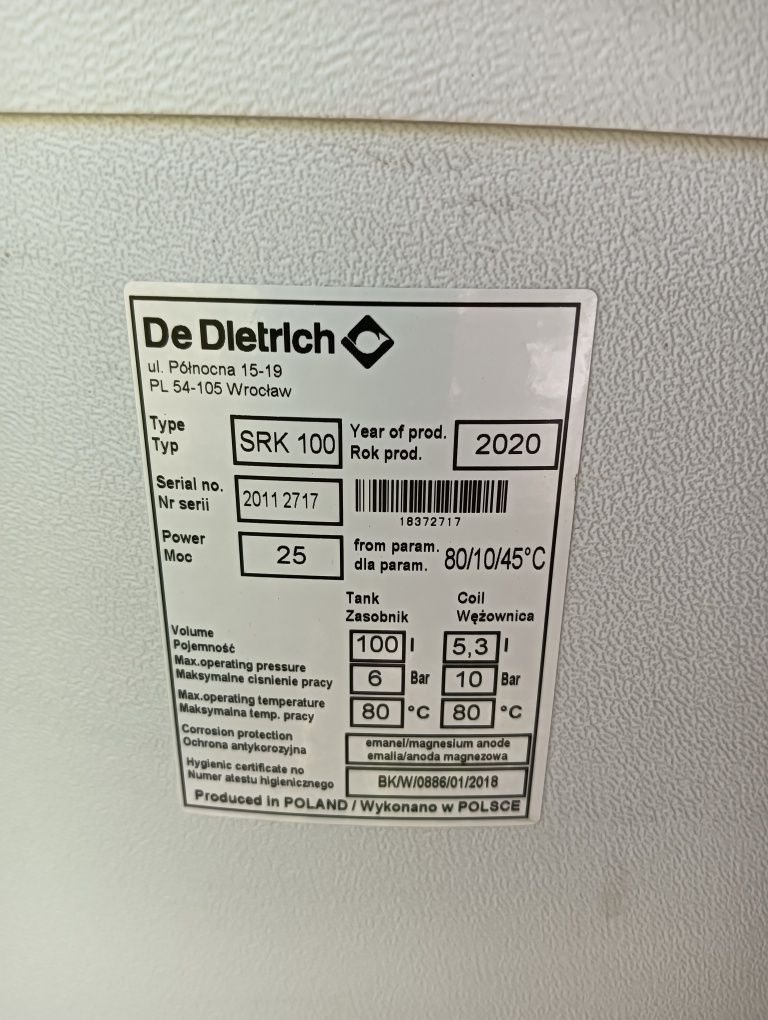 De Dietrich
ul. Północna 15-19
PL 54-105 Wrocław
Type
Typ
SRK 100
Year of prod.
Rok prod.
2020
Serial no.
Nr serii
2011 2717
18372717
Power
Moc
25
from param.
dla param.
80/10/45°C
Tank
Zasobnik
Coil
Wężownica
Volume
Pojemność
100 l
5,3 l
Max.operating pressure
Maksymalne cisnienie pracy
6 Bar
10 Bar
Max.operating temperature
Maksymalna temp. pracy
80 °C
80 °C
Corrosion protection
Ochrona antykorozyjna
emanel/magnesium anode
emalia/anoda magnezowa
Hygienic certificate no
Numer atestu higienicznego
BK/W/0886/01/2018
Produced in POLAND / Wykonano w POLSCE